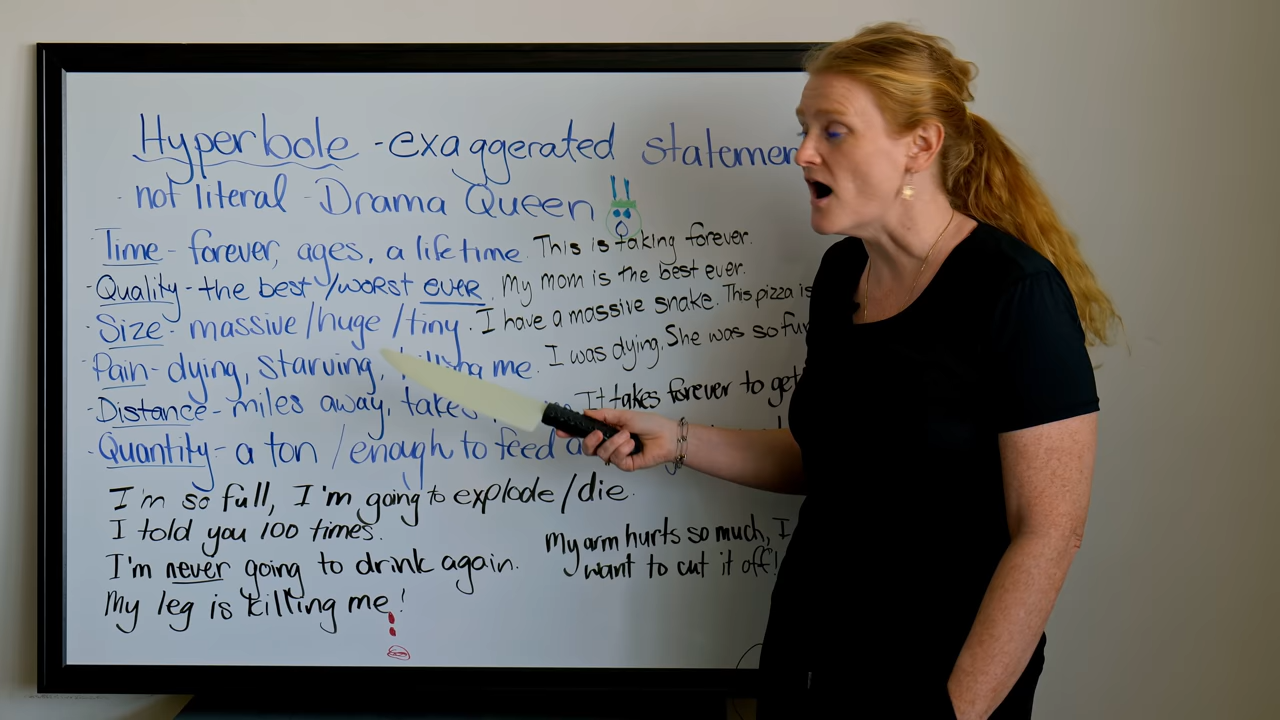 Hyperbole - exaggerated statemen
· not literal - Drama Queen
· Time - forever, ages, a lifetime. This is taking forever.
· Quality - the best/worst ever. My mom is the best ever.
· Size - massive/huge/tiny. I have a massive snake. This pizza is
· Pain - dying, starving, killing me. I was dying. She was so fun
· Distance - miles away, takes It takes forever to get
· Quantity - a ton / enough to feed a
I'm so full, I'm going to explode/die.
I told you 100 times.
I'm never going to drink again.
My leg is killing me!
My arm hurts so much, I
want to cut it off!